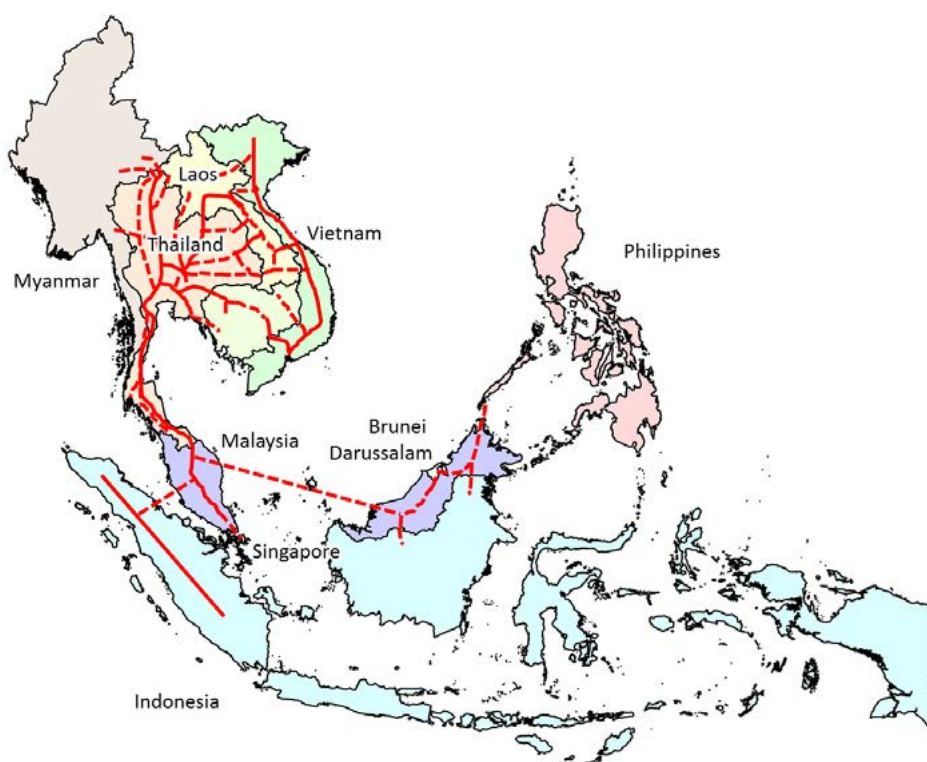 Laos
Thailand
Vietnam
Myanmar
Philippines
Malaysia
Brunei
Darussalam
Singapore
Indonesia